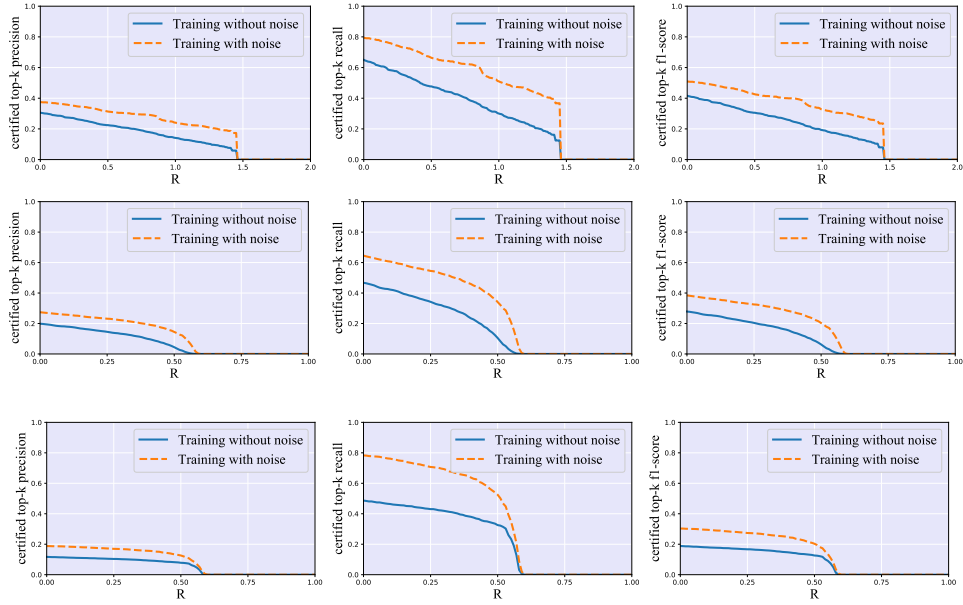 certified top-k precision
1.0
0.8
0.6
0.4
0.2
0.0
Training without noise
Training with noise
0.0 0.5 1.0 1.5 2.0
R
certified top-k recall
1.0
0.8
0.6
0.4
0.2
0.0
Training without noise
Training with noise
0.0 0.5 1.0 1.5 2.0
R
certified top-k f1-score
1.0
0.8
0.6
0.4
0.2
0.0
Training without noise
Training with noise
0.0 0.5 1.0 1.5 2.0
R
certified top-k precision
1.0
0.8
0.6
0.4
0.2
0.0
Training without noise
Training with noise
0.00 0.25 0.50 0.75 1.00
R
certified top-k recall
1.0
0.8
0.6
0.4
0.2
0.0
Training without noise
Training with noise
0.00 0.25 0.50 0.75 1.00
R
certified top-k f1-score
1.0
0.8
0.6
0.4
0.2
0.0
Training without noise
Training with noise
0.00 0.25 0.50 0.75 1.00
R
certified top-k precision
1.0
0.8
0.6
0.4
0.2
0.0
Training without noise
Training with noise
0.00 0.25 0.50 0.75 1.00
R
certified top-k recall
1.0
0.8
0.6
0.4
0.2
0.0
Training without noise
Training with noise
0.00 0.25 0.50 0.75 1.00
R
certified top-k f1-score
1.0
0.8
0.6
0.4
0.2
0.0
Training without noise
Training with noise
0.00 0.25 0.50 0.75 1.00
R